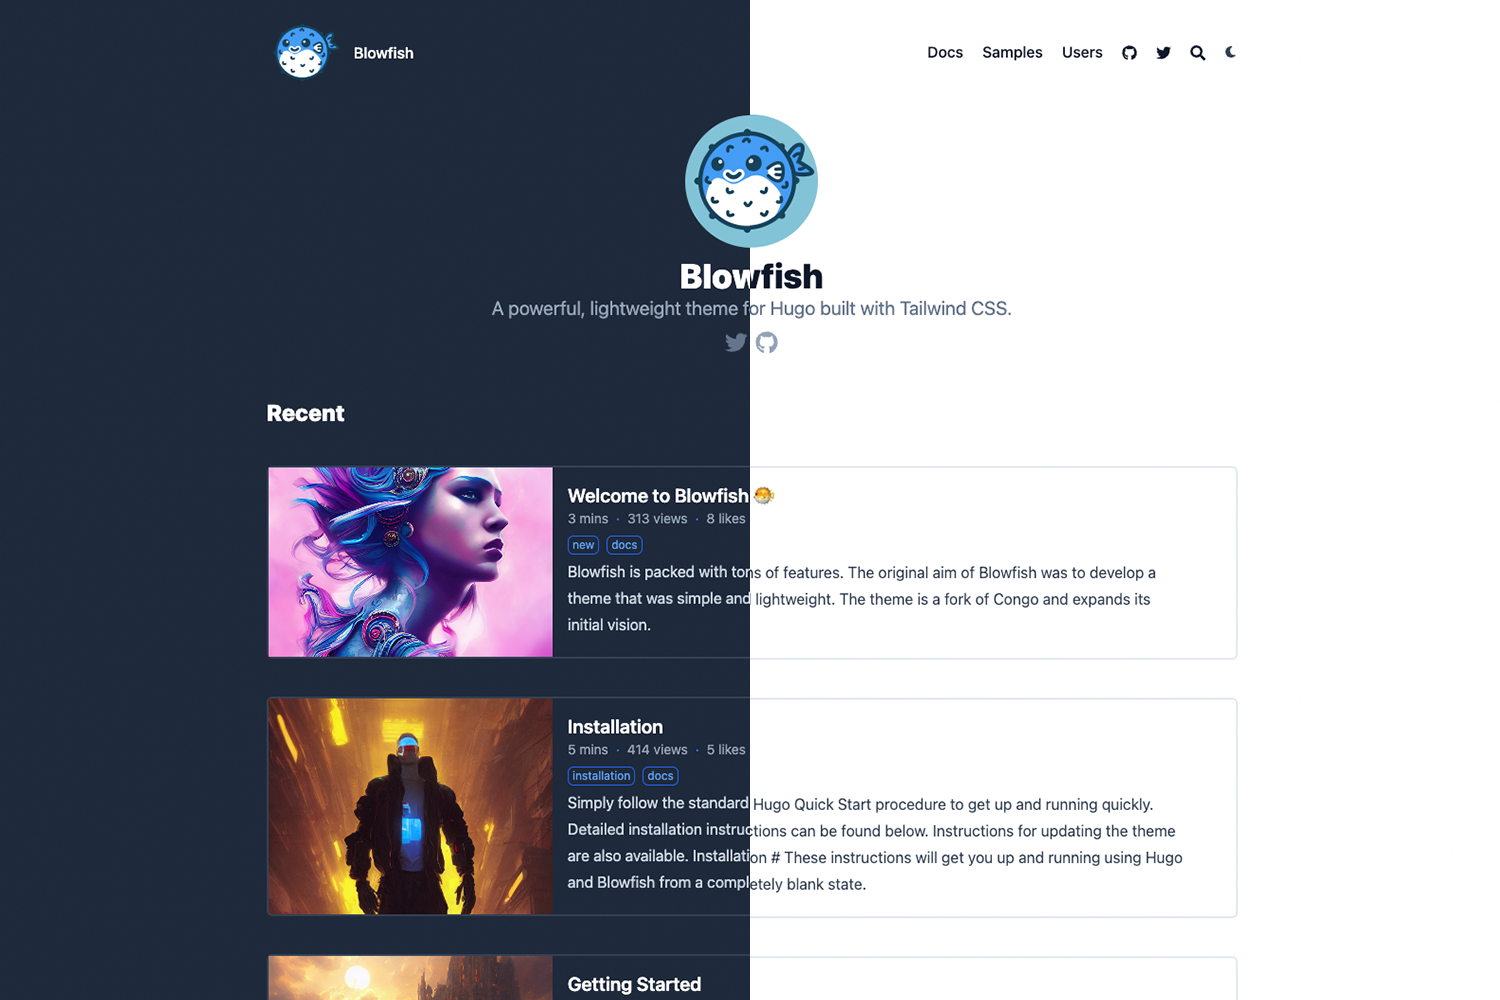 Blowfish
Docs Samples Users
Blowfish
A powerful, lightweight theme for Hugo built with Tailwind CSS.
Recent
Welcome to Blowfish 🐡
3 mins · 313 views · 8 likes
new docs
Blowfish is packed with tons of features. The original aim of Blowfish was to develop a
theme that was simple and lightweight. The theme is a fork of Congo and expands its
initial vision.
Installation
5 mins · 414 views · 5 likes
installation docs
Simply follow the standard Hugo Quick Start procedure to get up and running quickly.
Detailed installation instructions can be found below. Instructions for updating the theme
are also available. Installation # These instructions will get you up and running using Hugo
and Blowfish from a completely blank state.
Getting Started